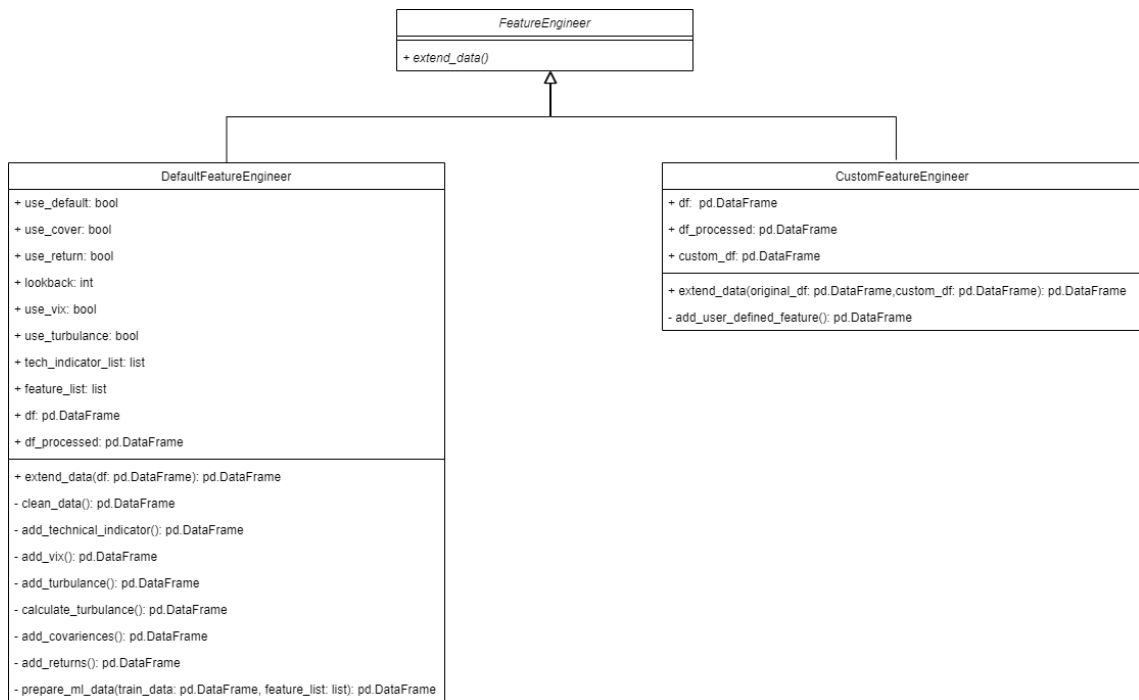 FeatureEngineer
+ extend_data()
DefaultFeatureEngineer
+ use_default: bool
+ use_cover: bool
+ use_return: bool
+ lookback: int
+ use_vix: bool
+ use_turbulance: bool
+ tech_indicator_list: list
+ feature_list: list
+ df: pd.DataFrame
+ df_processed: pd.DataFrame
+ extend_data(df: pd.DataFrame): pd.DataFrame
- clean_data(): pd.DataFrame
- add_technical_indicator(): pd.DataFrame
- add_vix(): pd.DataFrame
- add_turbulance(): pd.DataFrame
- calculate_turbulance(): pd.DataFrame
- add_covariences(): pd.DataFrame
- add_returns(): pd.DataFrame
- prepare_ml_data(train_data: pd.DataFrame, feature_list: list): pd.DataFrame
CustomFeatureEngineer
+ df: pd.DataFrame
+ df_processed: pd.DataFrame
+ custom_df: pd.DataFrame
+ extend_data(original_df: pd.DataFrame,custom_df: pd.DataFrame): pd.DataFrame
- add_user_defined_feature(): pd.DataFrame